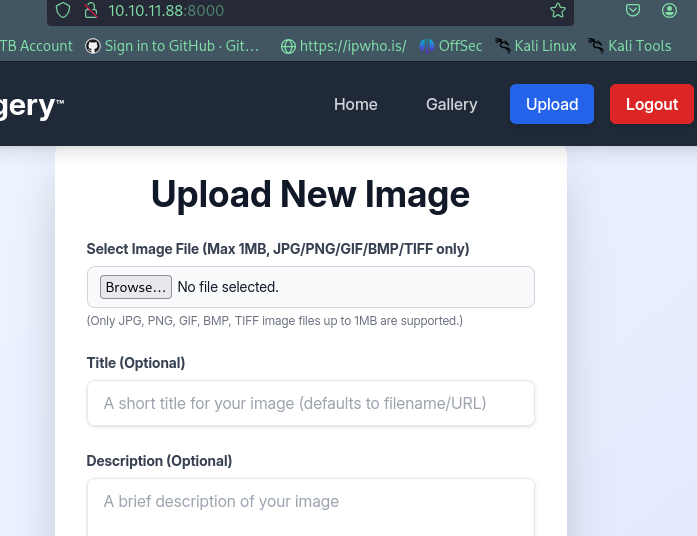 10.10.11.88:8000
TB Account Sign in to GitHub · Git… https://ipwho.is/ OffSec Kali Linux Kali Tools
gery™ Home Gallery Upload Logout
Upload New Image
Select Image File (Max 1MB, JPG/PNG/GIF/BMP/TIFF only)
Browse… No file selected.
(Only JPG, PNG, GIF, BMP, TIFF image files up to 1MB are supported.)
Title (Optional)
A short title for your image (defaults to filename/URL)
Description (Optional)
A brief description of your image